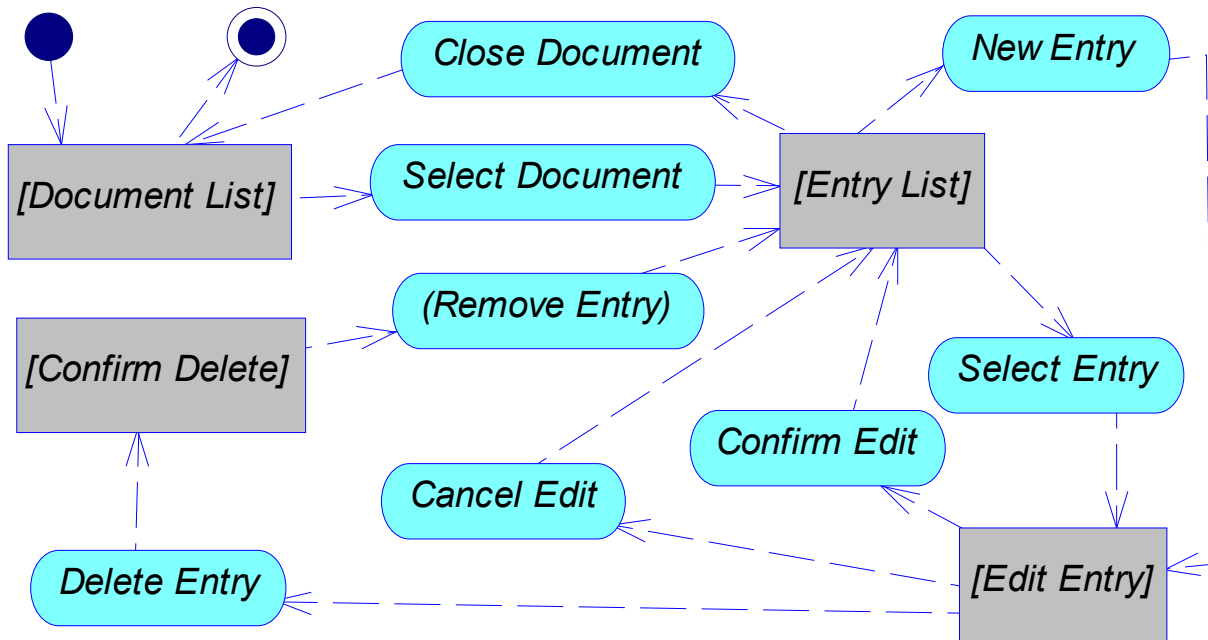 Close Document
New Entry
[Document List]
Select Document
[Entry List]
(Remove Entry)
[Confirm Delete]
Select Entry
Confirm Edit
Cancel Edit
Delete Entry
[Edit Entry]